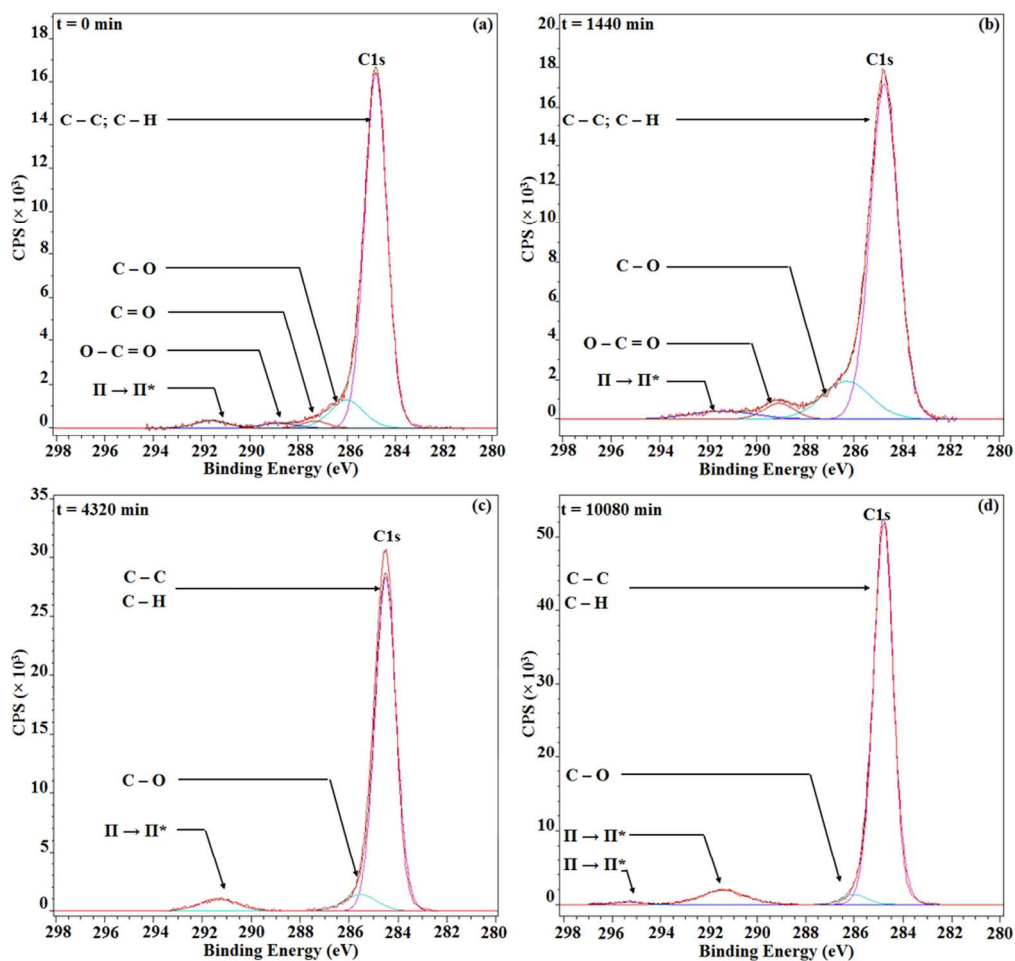 t = 0 min
(a)
C1s
C – C; C – H
C – O
C = O
O – C = O
Π → Π*
CPS (× 10³)
18
16
14
12
10
8
6
4
2
0
298 296 294 292 290 288 286 284 282 280
Binding Energy (eV)
t = 1440 min
(b)
C1s
C – C; C – H
C – O
O – C = O
Π → Π*
CPS (× 10³)
20
18
16
14
12
10
8
6
4
2
0
298 296 294 292 290 288 286 284 282 280
Binding Energy (eV)
t = 4320 min
(c)
C1s
C – C
C – H
C – O
Π → Π*
CPS (× 10³)
35
30
25
20
15
10
5
0
298 296 294 292 290 288 286 284 282 280
Binding Energy (eV)
t = 10080 min
(d)
C1s
C – C
C – H
C – O
Π → Π*
Π → Π*
CPS (× 10³)
50
40
30
20
10
0
298 296 294 292 290 288 286 284 282 280
Binding Energy (eV)